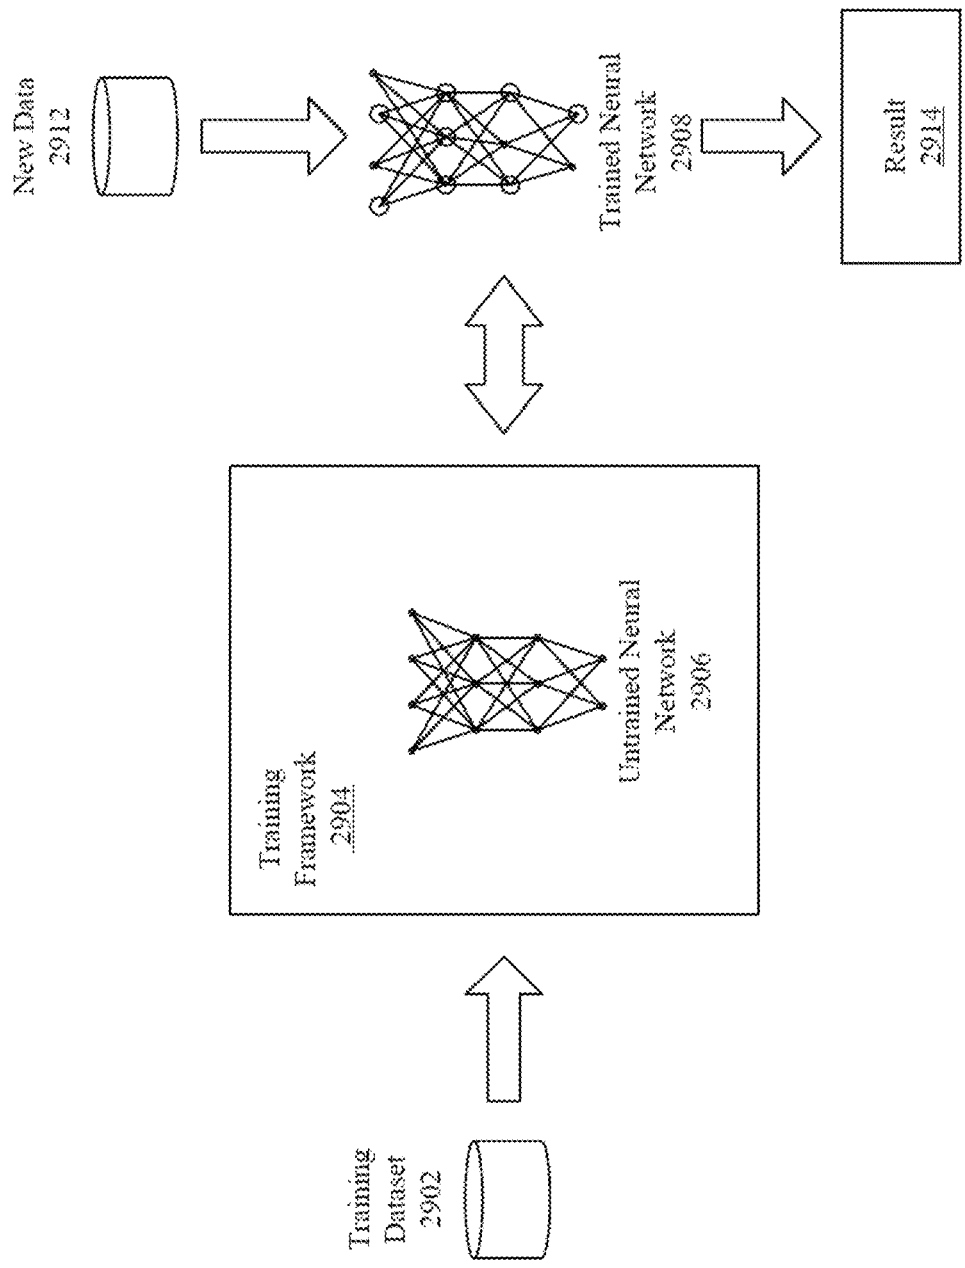 Training
Dataset
2902
Training
Framework
2904
Untrained Neural
Network
2906
New Data
2912
Trained Neural
Network
2908
Result
2914